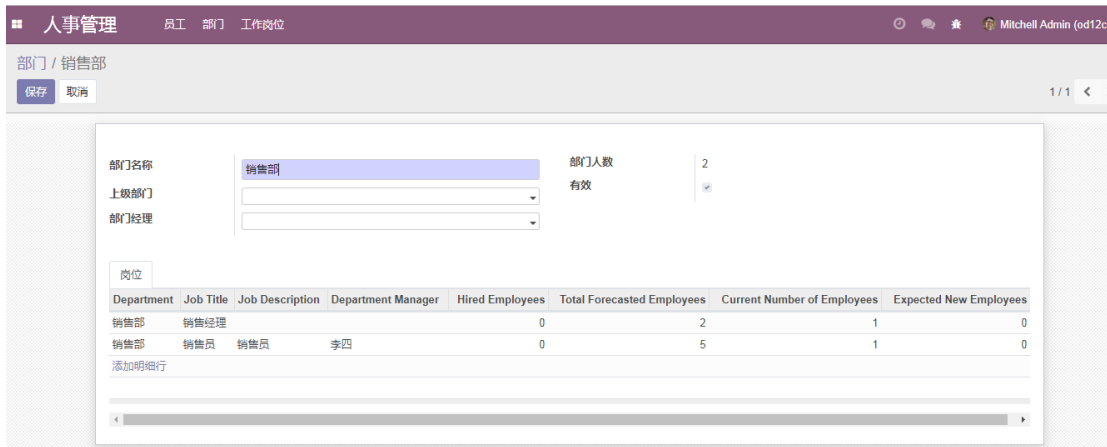 人事管理 员工 部门 工作岗位 Mitchell Admin (od12c
部门 / 销售部
保存 取消 1 / 1
部门名称 销售部 部门人数 2
上级部门 有效
部门经理
岗位
Department Job Title Job Description Department Manager Hired Employees Total Forecasted Employees Current Number of Employees Expected New Employees
销售部 销售经理 0 2 1 0
销售部 销售员 销售员 李四 0 5 1 0
添加明细行